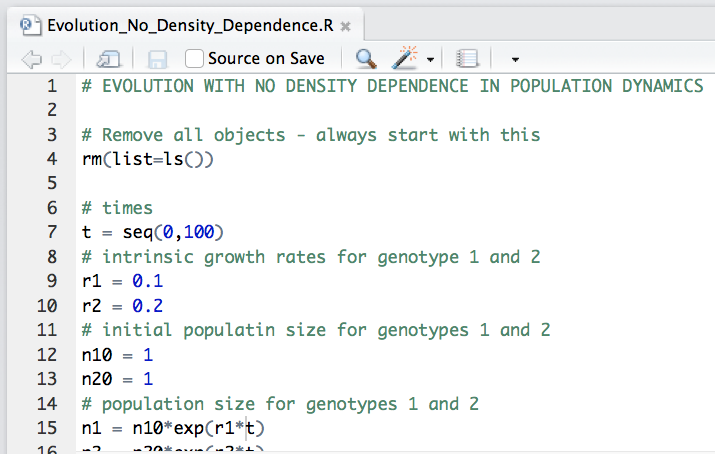 Evolution_No_Density_Dependence.R
Source on Save
1 # EVOLUTION WITH NO DENSITY DEPENDENCE IN POPULATION DYNAMICS
2
3 # Remove all objects - always start with this
4 rm(list=ls())
5
6 # times
7 t = seq(0,100)
8 # intrinsic growth rates for genotype 1 and 2
9 r1 = 0.1
10 r2 = 0.2
11 # initial populatin size for genotypes 1 and 2
12 n10 = 1
13 n20 = 1
14 # population size for genotypes 1 and 2
15 n1 = n10*exp(r1*t)
16 n2 = n20*exp(r2*t)